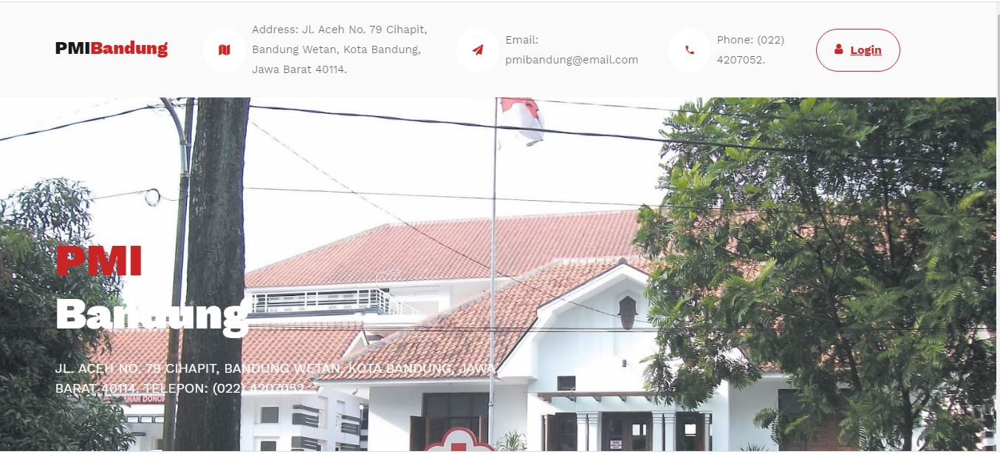 PMIBandung
Address: Jl. Aceh No. 79 Cihapit,
Bandung Wetan, Kota Bandung,
Jawa Barat 40114.
Email:
pmibandung@email.com
Phone: (022)
4207052.
Login
PMI
Bandung
JL. ACEH NO. 79 CIHAPIT, BANDUNG WETAN, KOTA BANDUNG, JAWA
BARAT 40114. TELEPON: (022) 4207052